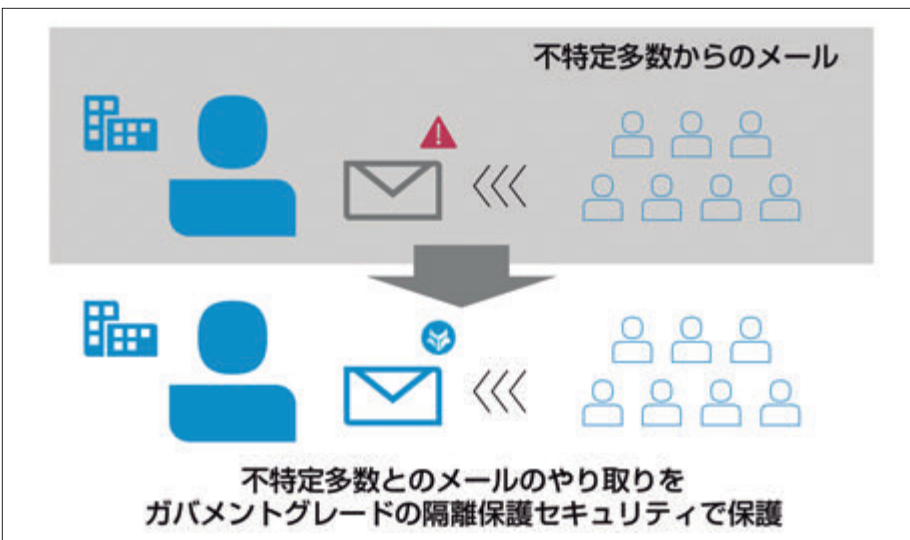 不特定多数からのメール
不特定多数とのメールのやり取りを
ガバメントグレードの隔離保護セキュリティで保護